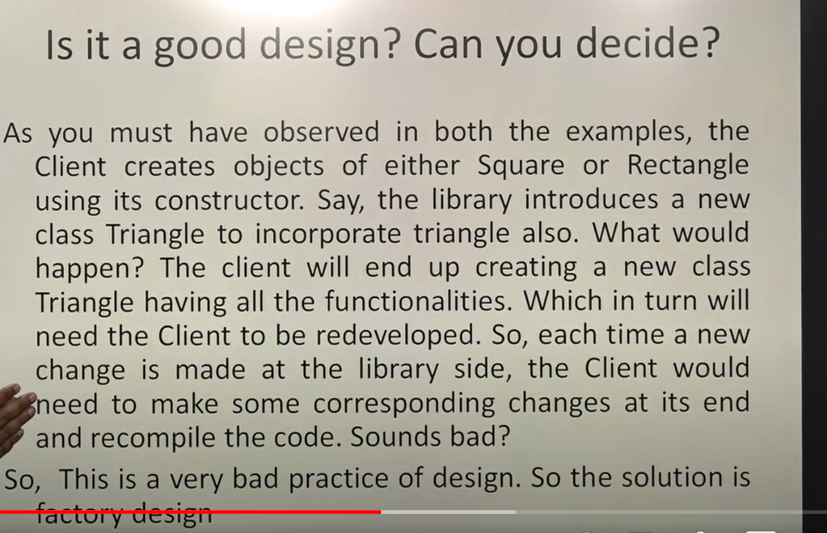 Is it a good design? Can you decide?
As you must have observed in both the examples, the
Client creates objects of either Square or Rectangle
using its constructor. Say, the library introduces a new
class Triangle to incorporate triangle also. What would
happen? The client will end up creating a new class
Triangle having all the functionalities. Which in turn will
need the Client to be redeveloped. So, each time a new
change is made at the library side, the Client would
need to make some corresponding changes at its end
and recompile the code. Sounds bad?
So, This is a very bad practice of design. So the solution is
factory design